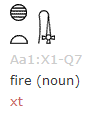 𓐍𓏏𓊮
Aa1:X1-Q7
fire (noun)
xt